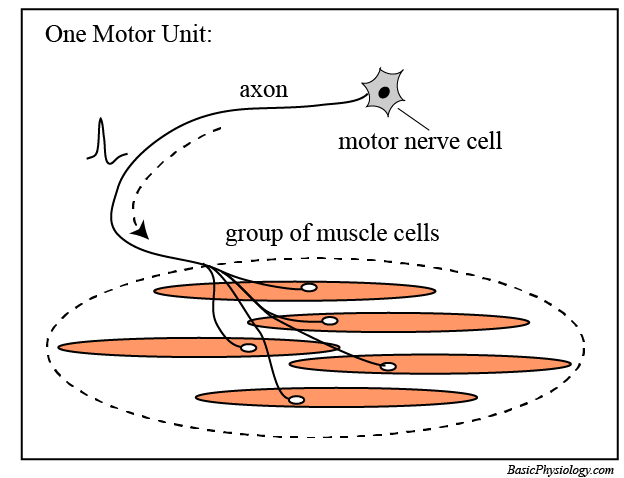 One Motor Unit:
axon
motor nerve cell
group of muscle cells
BasicPhysiology.com